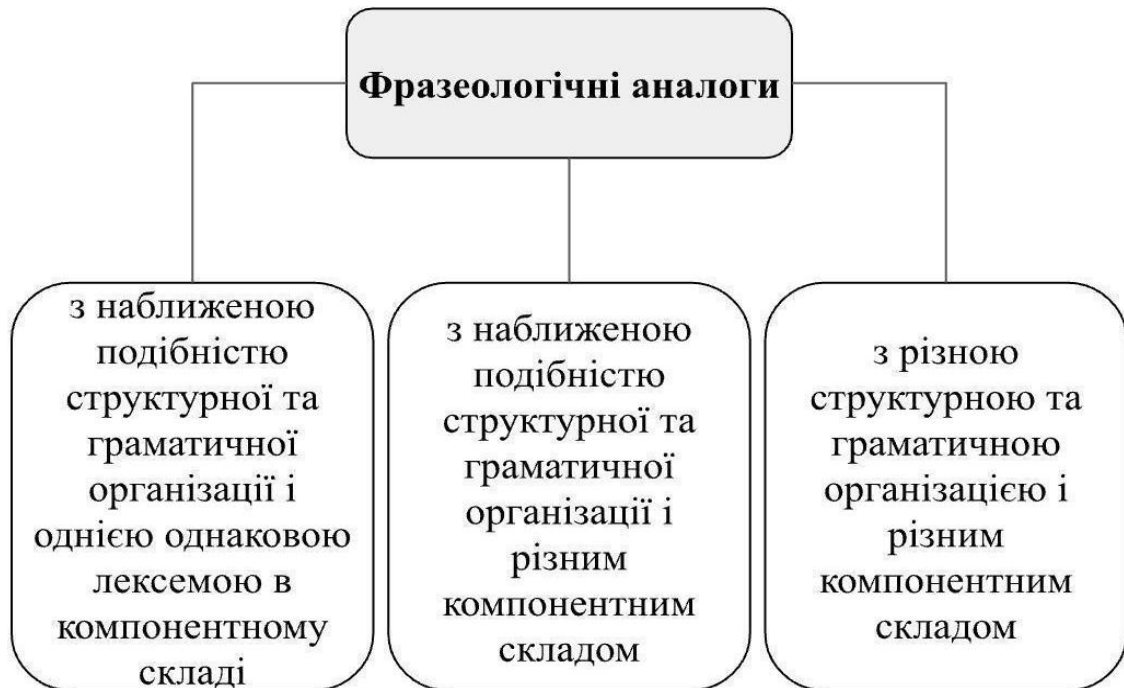 Фразеологічні аналоги
з наближеною
подібністю
структурної та
граматичної
організації і
однією однаковою
лексемою в
компонентному
складі
з наближеною
подібністю
структурної та
граматичної
організації і
різним
компонентним
складом
з різною
структурною та
граматичною
організацією і
різним
компонентним
складом